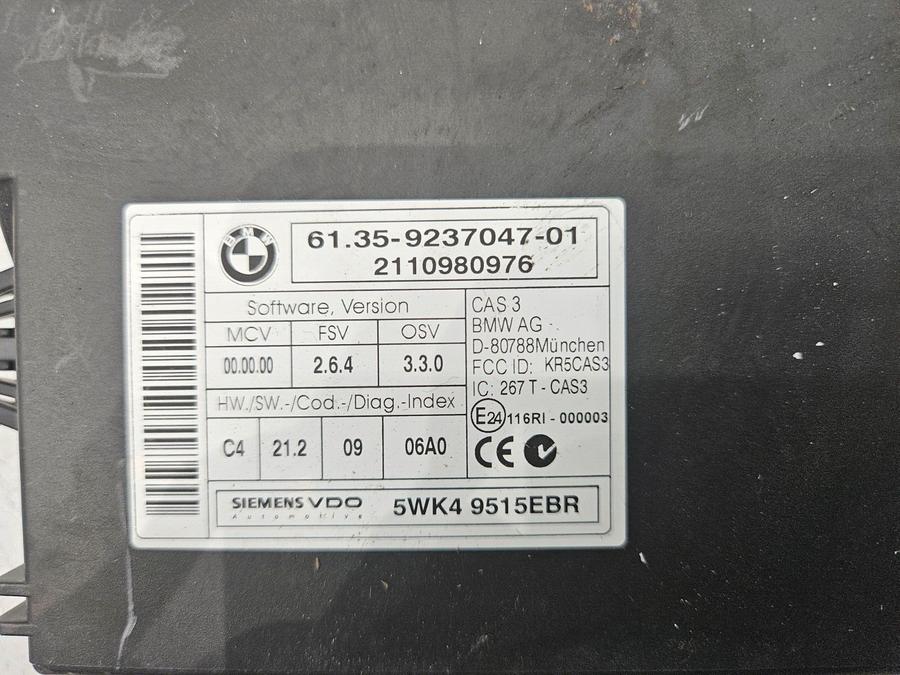 BMW
61.35-9237047-01
2110980976
Software, Version
MCV FSV OSV
00.00.00 2.6.4 3.3.0
HW./SW.-/Cod.-/Diag.-Index
C4 21.2 09 06A0
CAS 3
BMW AG
D-80788München
FCC ID: KR5CAS3
IC: 267 T - CAS3
E24 116RI - 000003
CE
SIEMENS VDO
Automotive
5WK4 9515EBR